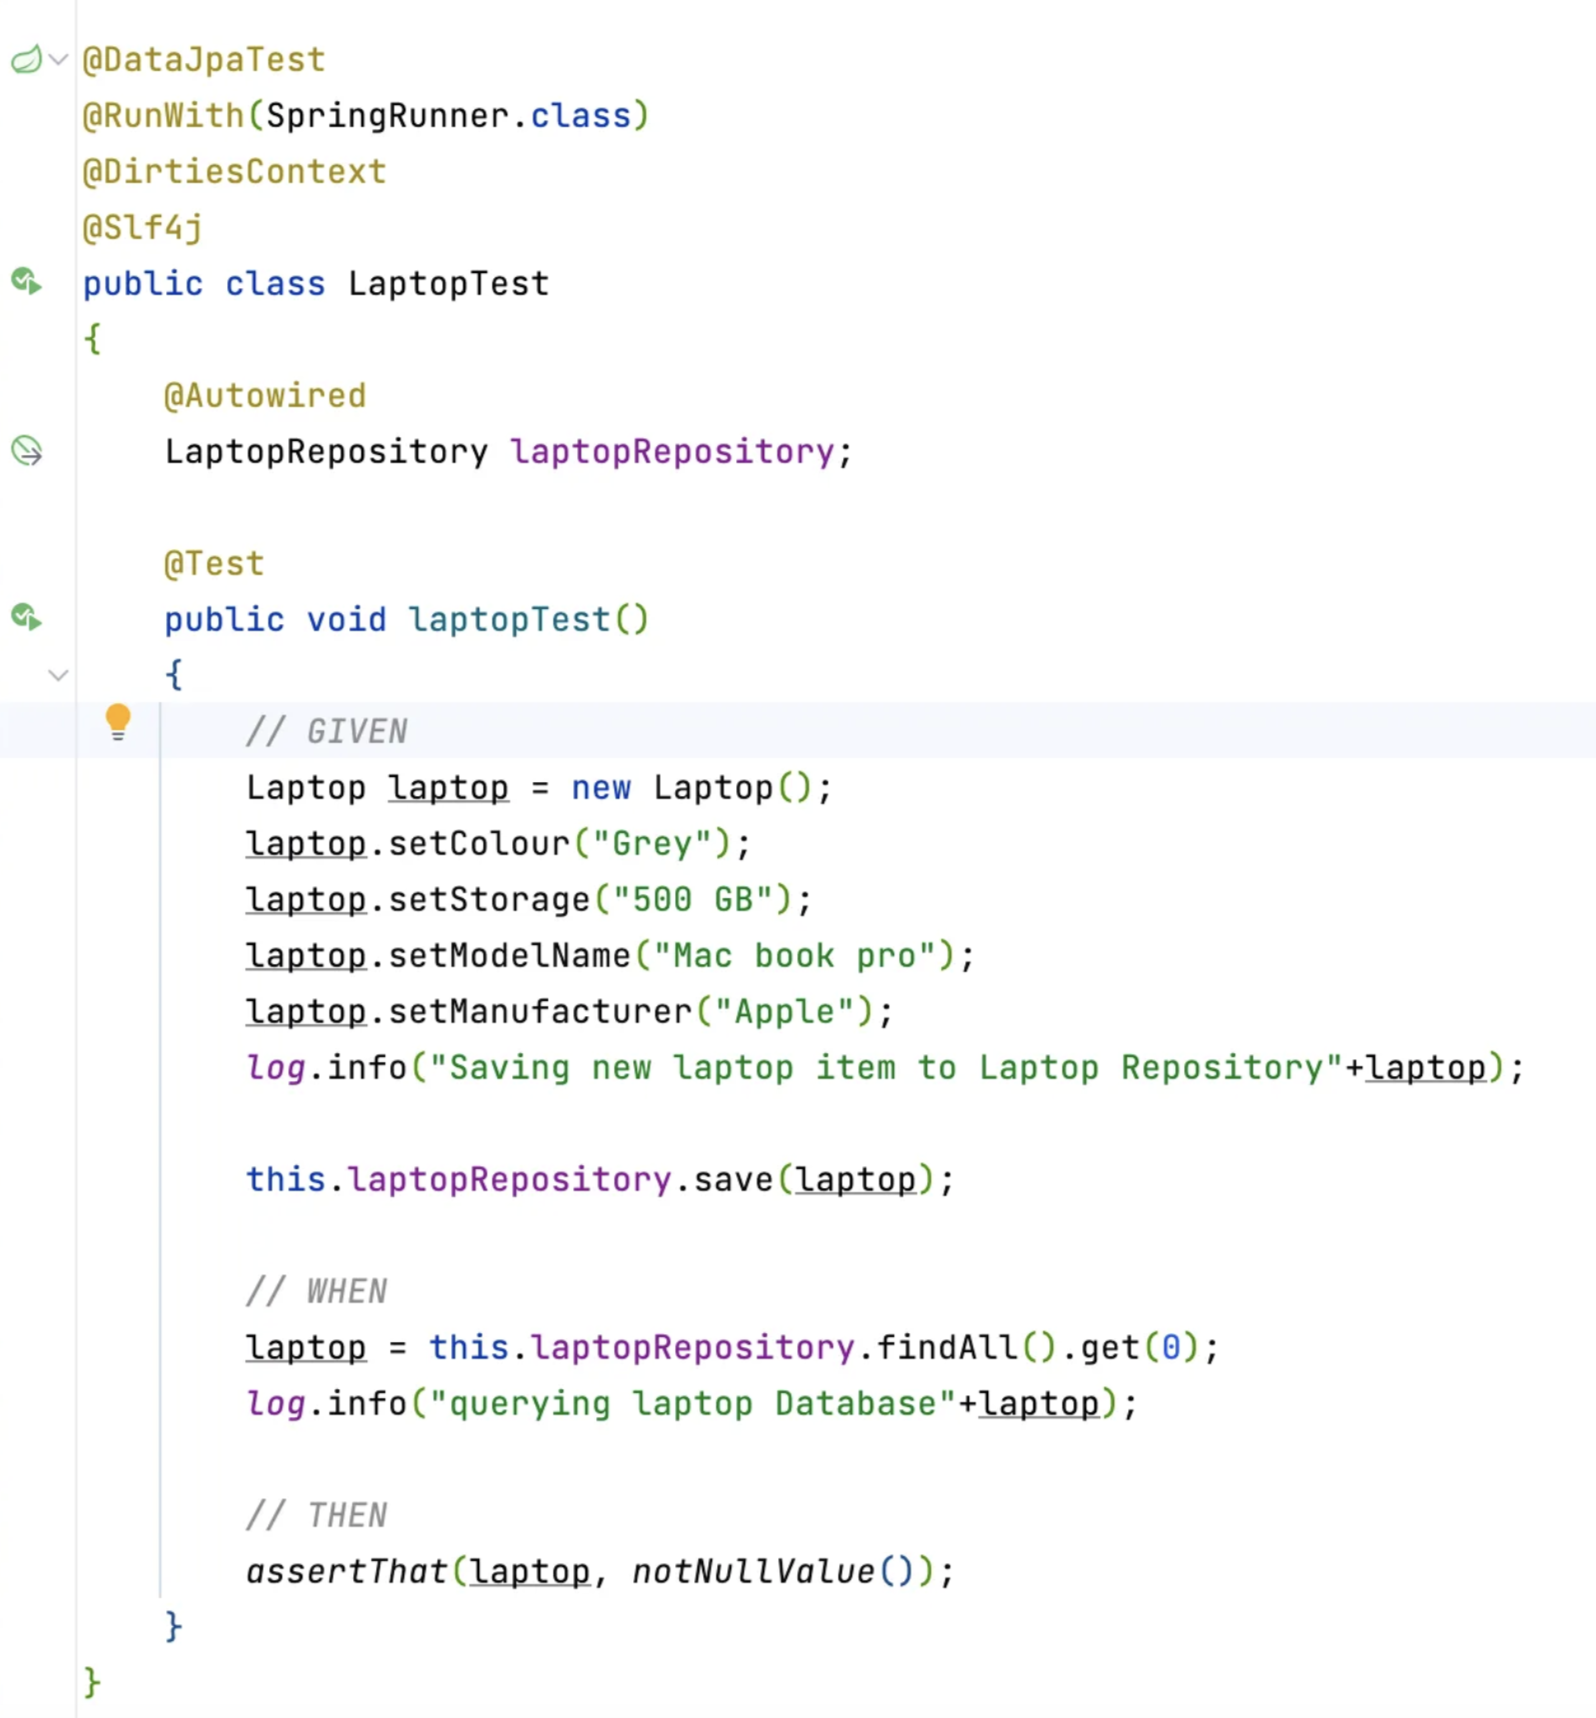 @DataJpaTest
@RunWith(SpringRunner.class)
@DirtiesContext
@Slf4j
public class LaptopTest
{
    @Autowired
    LaptopRepository laptopRepository;

    @Test
    public void laptopTest()
    {
        // GIVEN
        Laptop laptop = new Laptop();
        laptop.setColour("Grey");
        laptop.setStorage("500 GB");
        laptop.setModelName("Mac book pro");
        laptop.setManufacturer("Apple");
        log.info("Saving new laptop item to Laptop Repository"+laptop);

        this.laptopRepository.save(laptop);

        // WHEN
        laptop = this.laptopRepository.findAll().get(0);
        log.info("querying laptop Database"+laptop);

        // THEN
        assertThat(laptop, notNullValue());
    }
}